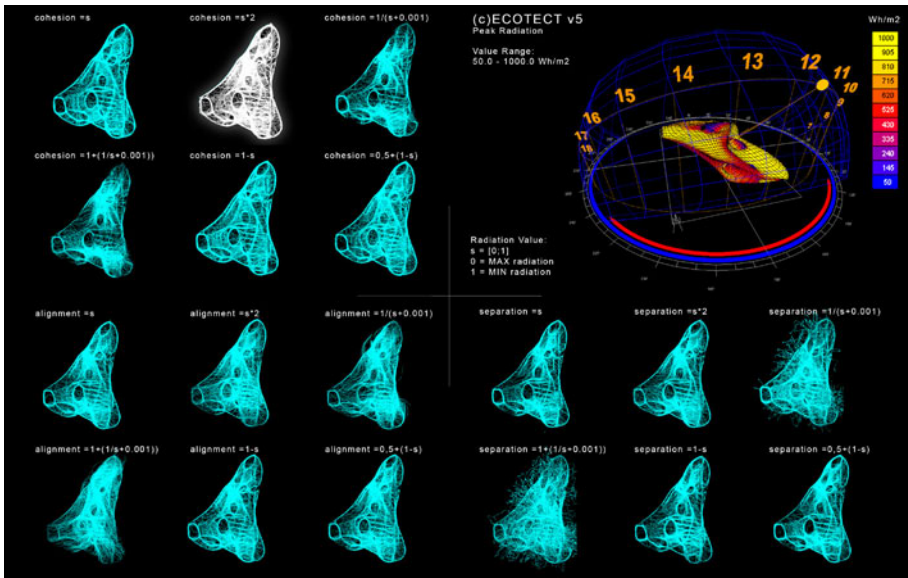 cohesion =s
cohesion =s*2
cohesion =1/(s+0.001)
cohesion =1+(1/s+0.001))
cohesion =1-s
cohesion =0,5+(1-s)
(c)ECOTECT v5
Peak Radiation
Value Range:
50.0 - 1000.0 Wh/m2
18
17
16
15
14
13
12
11
10
9
8
Wh/m2
1000
905
810
715
620
525
430
335
240
145
50
Radiation Value:
s = [0;1]
0 = MAX radiation
1 = MIN radiation
alignment =s
alignment =s*2
alignment =1/(s+0.001)
alignment =1+(1/s+0.001))
alignment =1-s
alignment =0,5+(1-s)
separation =s
separation =s*2
separation =1/(s+0.001)
separation =1+(1/s+0.001))
separation =1-s
separation =0,5+(1-s)